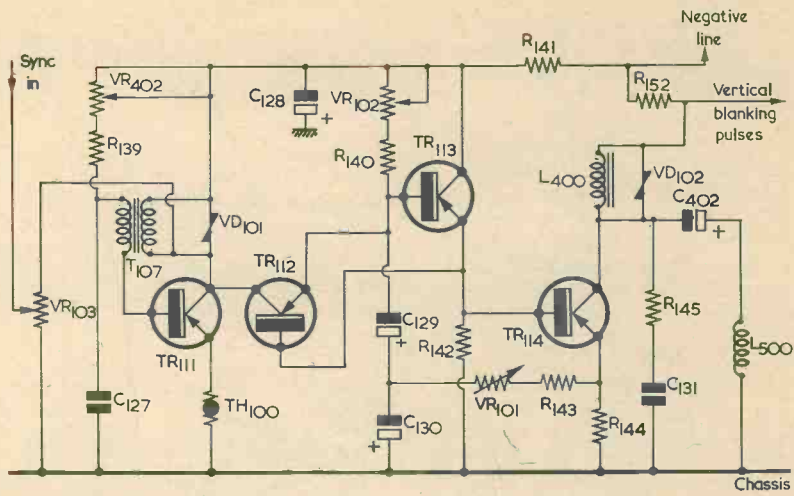 Sync
in
VR402
R139
T107
VD101
VR103
TR111
C127
TH100
TR112
C128
+
VR102
R140
TR113
C129
+
R142
C130
+
VR101
R143
TR114
R144
R141
Negative
line
R152
Vertical
blanking
pulses
L400
VD102
C402
+
R145
C131
L500
Chassis